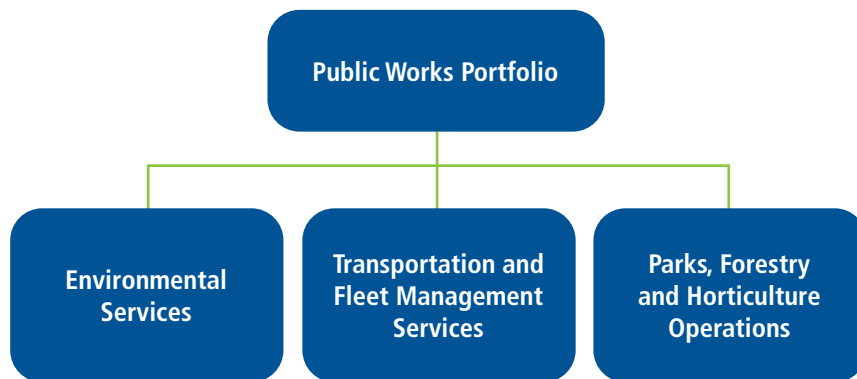 Public Works Portfolio
Environmental
Services
Transportation and
Fleet Management
Services
Parks, Forestry
and Horticulture
Operations